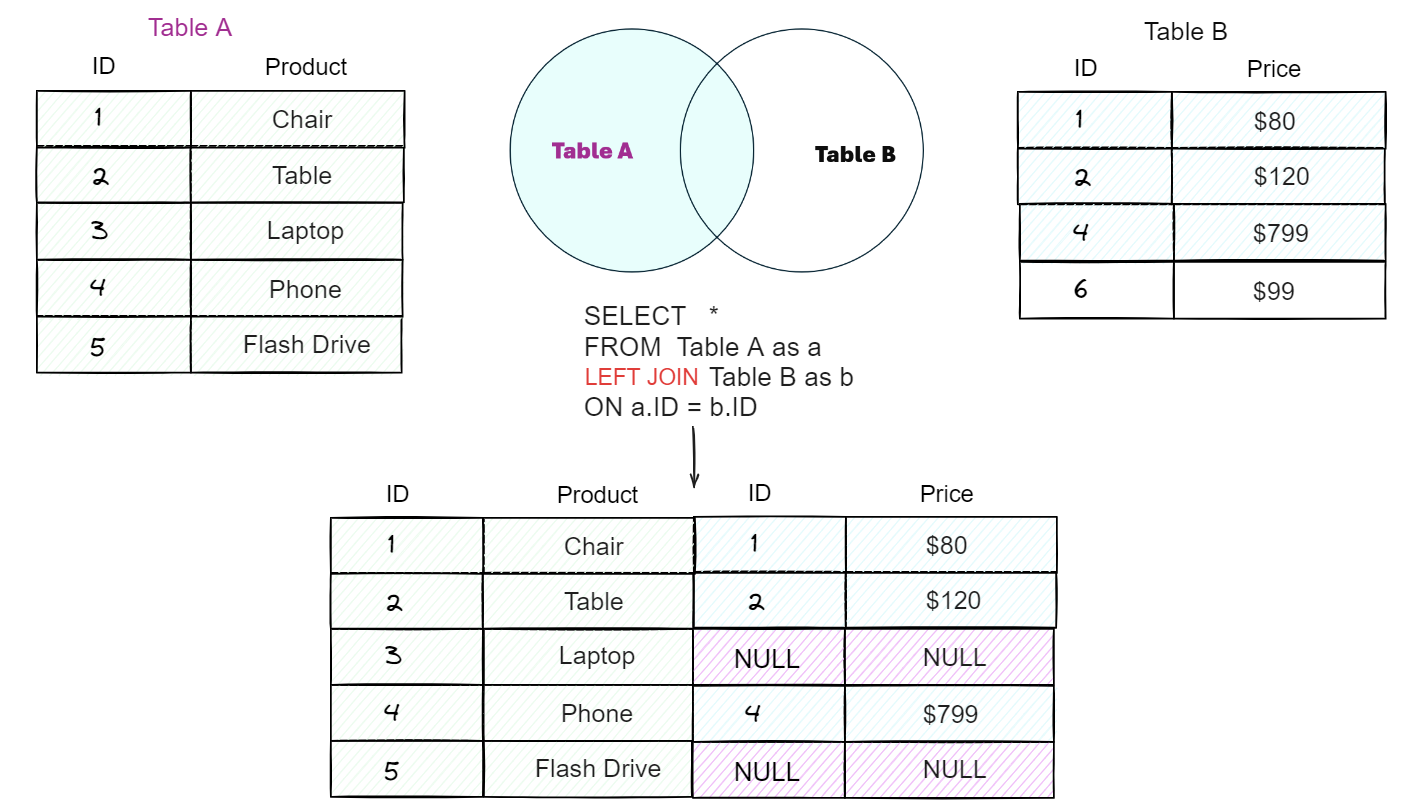 Table A
ID Product
1 Chair
2 Table
3 Laptop
4 Phone
5 Flash Drive
Table A
Table B
Table B
ID Price
1 $80
2 $120
4 $799
6 $99
SELECT *
FROM Table A as a
LEFT JOIN Table B as b
ON a.ID = b.ID
ID Product ID Price
1 Chair 1 $80
2 Table 2 $120
3 Laptop NULL NULL
4 Phone 4 $799
5 Flash Drive NULL NULL